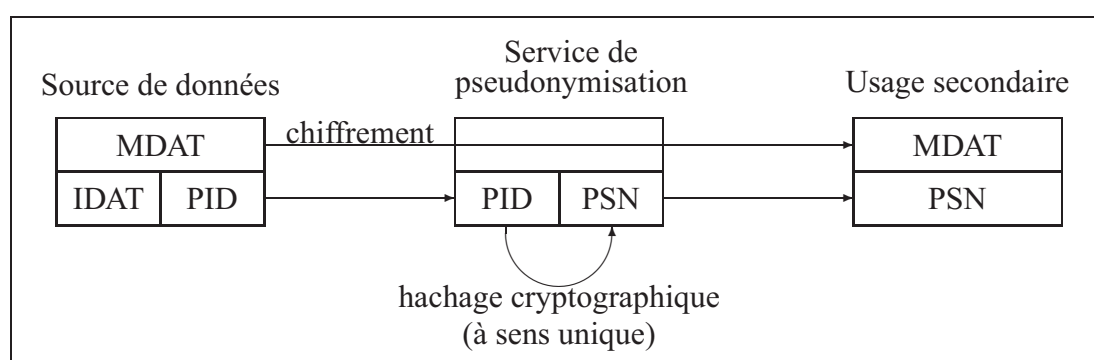 Source de données
Service de
pseudonymisation
Usage secondaire
MDAT
chiffrement
MDAT
IDAT
PID
PID
PSN
PSN
hachage cryptographique
(à sens unique)